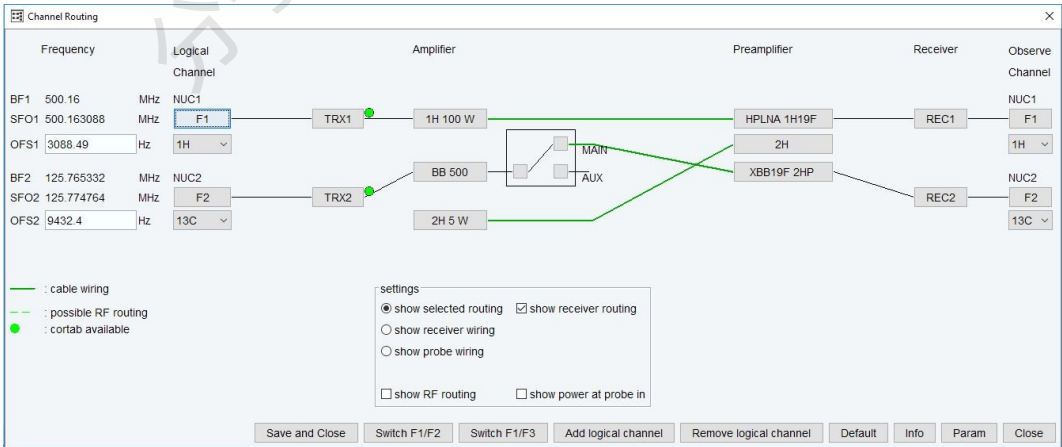 Channel Routing
Frequency Logical Channel Amplifier Preamplifier Receiver Observe Channel
BF1 500.16 MHz NUC1 NUC1
SFO1 500.163088 MHz F1 TRX1 1H 100 W HPLNA 1H19F REC1 F1
OFS1 3088.49 Hz 1H MAIN 2H 1H
BF2 125.765332 MHz NUC2 BB 500 AUX XBB19F 2HP NUC2
SFO2 125.774764 MHz F2 TRX2 REC2 F2
OFS2 9432.4 Hz 13C 2H 5 W 13C
: cable wiring
: possible RF routing
: cortab available
settings
show selected routing show receiver routing
show receiver wiring
show probe wiring
show RF routing show power at probe in
Save and Close Switch F1/F2 Switch F1/F3 Add logical channel Remove logical channel Default Info Param Close